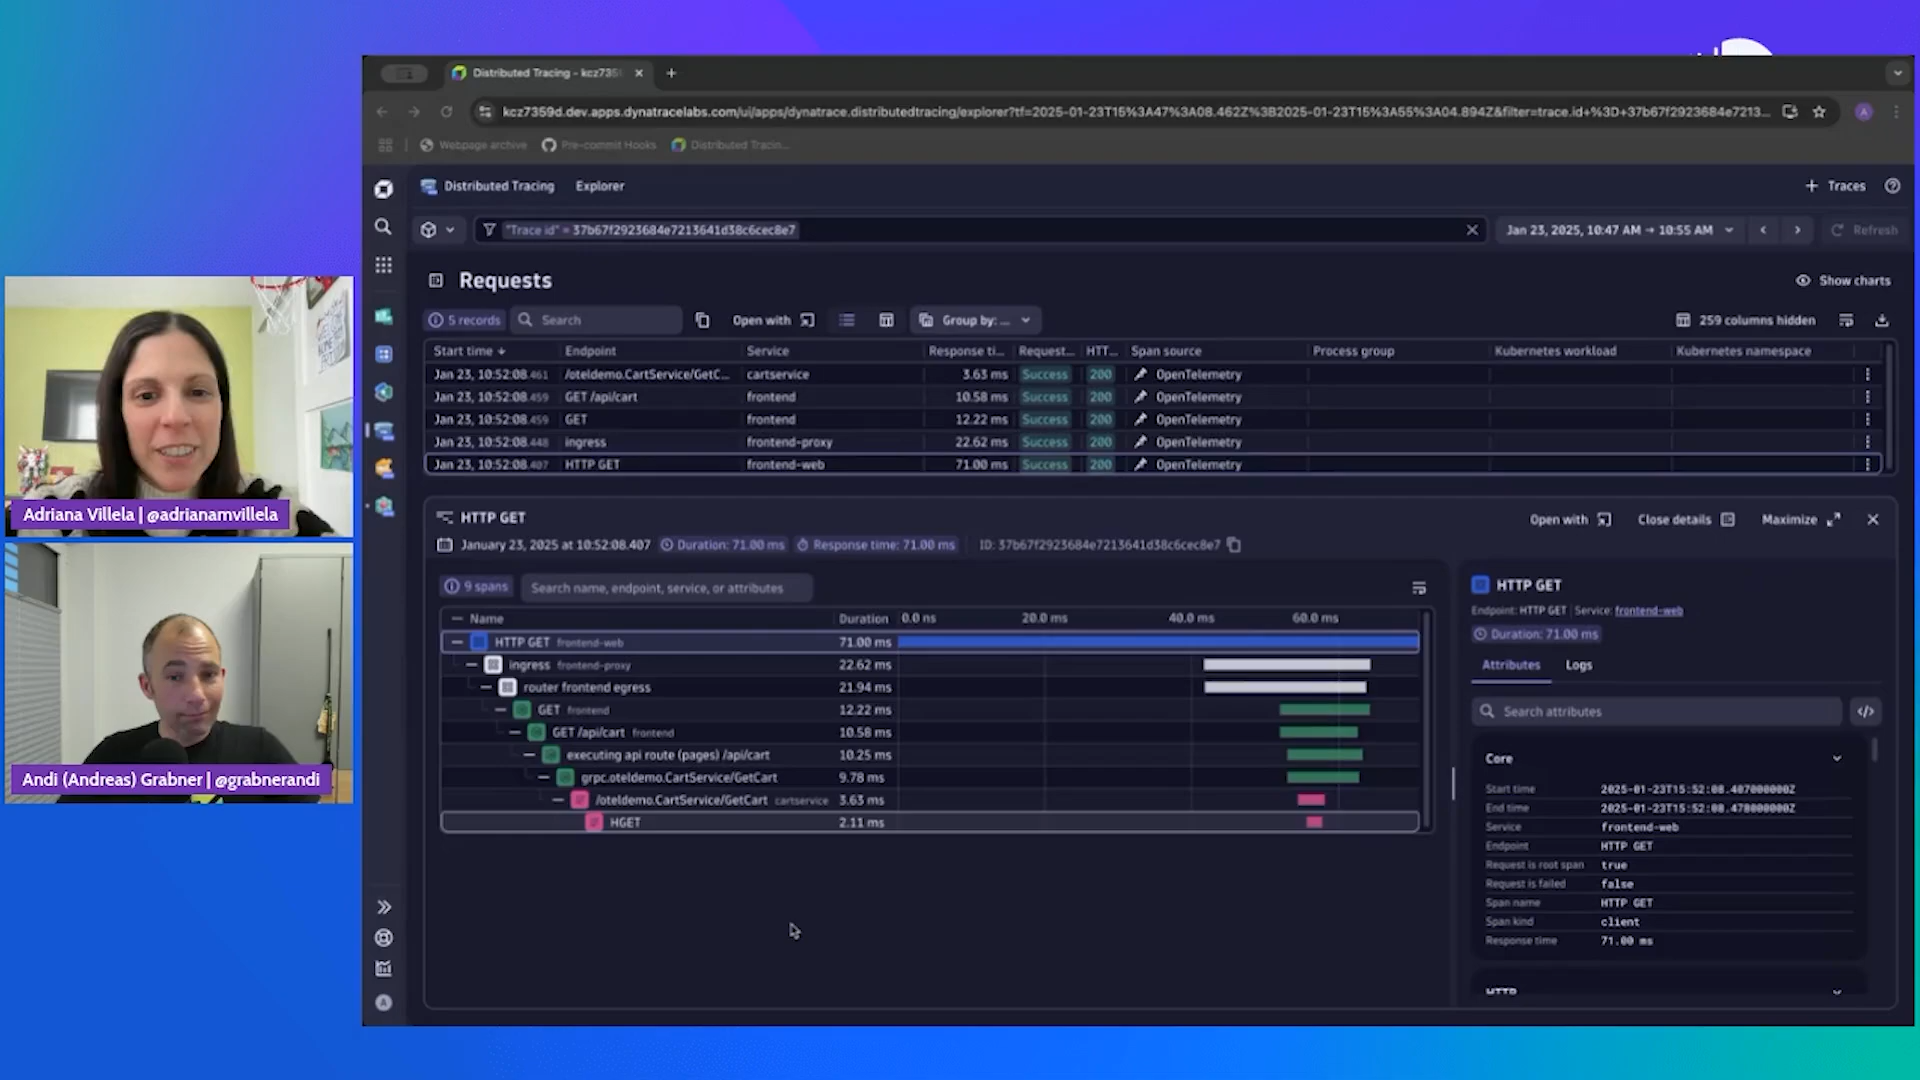 Distributed Tracing - kcz735
kcz7359d.dev.apps.dynatracelabs.com/ui/apps/dynatrace.distributedtracing/explorer?tf=2025-01-23T15%3A47%3A08.462Z%3B2025-01-23T15%3A55%3A04.894Z&filter=trace.id+%3D+37b67f2923684e7213...
A
Webpage archive Pre-commit Hooks Distributed Tracin...
Distributed Tracing Explorer Traces
"Trace id" = 37b67f2923684e7213641d38c6cec8e7 Jan 23, 2025, 10:47 AM → 10:55 AM Refresh
Requests Show charts
5 records Search Open with Group by: ... 259 columns hidden
Start time Endpoint Service Response ti... Request... HTT... Span source Process group Kubernetes workload Kubernetes namespace
Jan 23, 10:52:08.461 /oteldemo.CartService/GetC... cartservice 3.63 ms Success 200 OpenTelemetry
Jan 23, 10:52:08.459 GET /api/cart frontend 10.58 ms Success 200 OpenTelemetry
Jan 23, 10:52:08.459 GET frontend 12.22 ms Success 200 OpenTelemetry
Jan 23, 10:52:08.448 ingress frontend-proxy 22.62 ms Success 200 OpenTelemetry
Jan 23, 10:52:08.407 HTTP GET frontend-web 71.00 ms Success 200 OpenTelemetry
HTTP GET Open with Close details Maximize
January 23, 2025 at 10:52:08.407 Duration: 71.00 ms Response time: 71.00 ms ID: 37b67f2923684e7213641d38c6cec8e7
9 spans Search name, endpoint, service, or attributes
Name Duration 0.0 ns 20.0 ms 40.0 ms 60.0 ms
HTTP GET frontend-web 71.00 ms
ingress frontend-proxy 22.62 ms
router frontend egress 21.94 ms
GET frontend 12.22 ms
GET /api/cart frontend 10.58 ms
executing api route (pages) /api/cart 10.25 ms
grpc.oteldemo.CartService/GetCart 9.78 ms
/oteldemo.CartService/GetCart cartservice 3.63 ms
HGET 2.11 ms
HTTP GET
Endpoint: HTTP GET | Service: frontend-web
Duration: 71.00 ms
Attributes Logs
Search attributes </>
Core
Start time 2025-01-23T15:52:08.407000000Z
End time 2025-01-23T15:52:08.478000000Z
Service frontend-web
Endpoint HTTP GET
Request is root span true
Request is failed false
Span name HTTP GET
Span kind client
Response time 71.00 ms
HTTP
A
Adriana Villela | @adrianamvillela
Andi (Andreas) Grabner | @grabnerandi